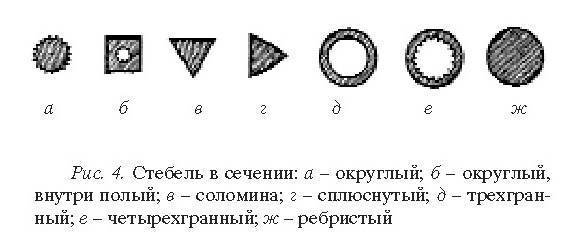 а б в г д е ж
Рис. 4. Стебель в сечении: а – округлый; б – округлый,
внутри полый; в – соломина; г – сплюснутый; д – трехгран-
ный; е – четырехгранный; ж – ребристый